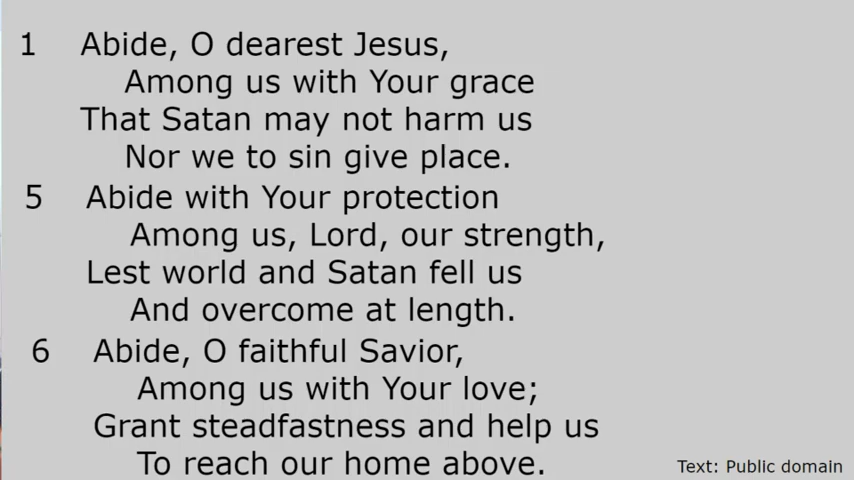 1 Abide, O dearest Jesus,
Among us with Your grace
That Satan may not harm us
Nor we to sin give place.
5 Abide with Your protection
Among us, Lord, our strength,
Lest world and Satan fell us
And overcome at length.
6 Abide, O faithful Savior,
Among us with Your love;
Grant steadfastness and help us
To reach our home above.
Text: Public domain